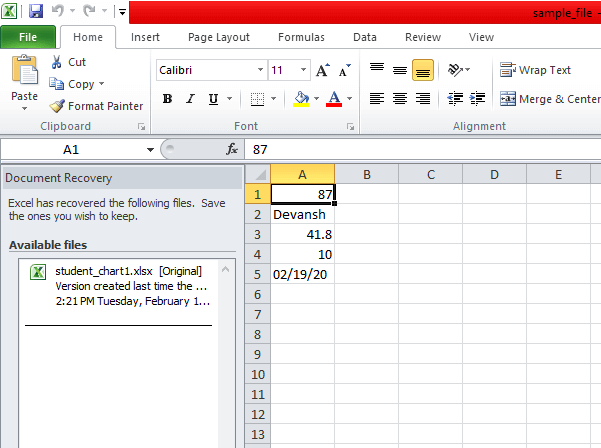 sample_file -
File Home Insert Page Layout Formulas Data Review View
Cut
Copy
Format Painter
Paste
Calibri 11 A A
B I U A
Wrap Text
Merge & Center
Clipboard Font Alignment
A1 fx 87
Document Recovery
Excel has recovered the following files. Save
the ones you wish to keep.
Available files
student_chart1.xlsx [Original]
Version created last time the ...
2:21 PM Tuesday, February 1...
A B C D E
1 87
2 Devansh
3 41.8
4 10
5 02/19/20
6
7
8
9
10
11
12
13